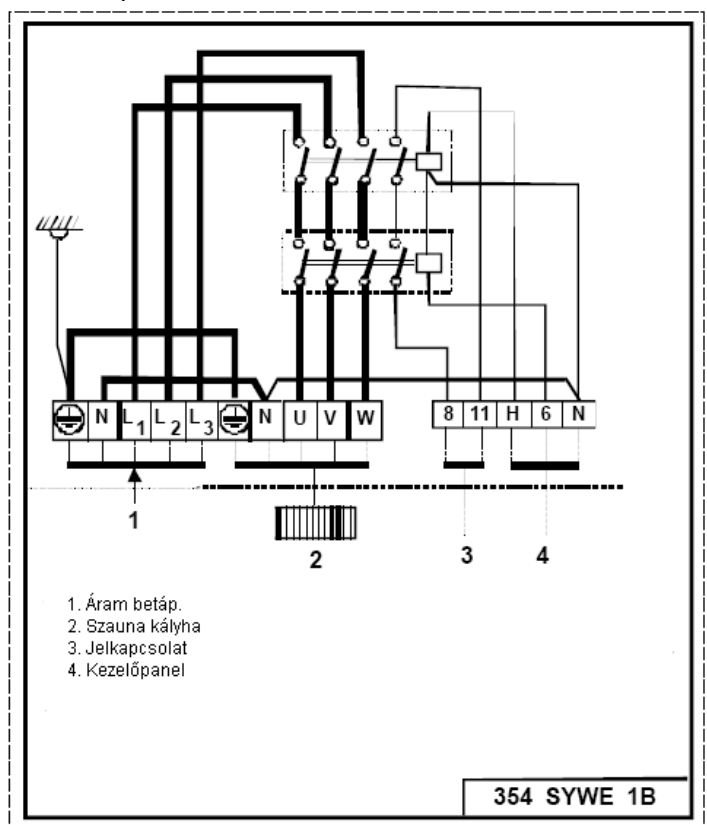 N L1 L2 L3 N U V W 8 11 H 6 N
1 2 3 4
1. Áram betáp.
2. Szauna kályha
3. Jelkapcsolat
4. Kezelőpanel
354 SYWE 1B